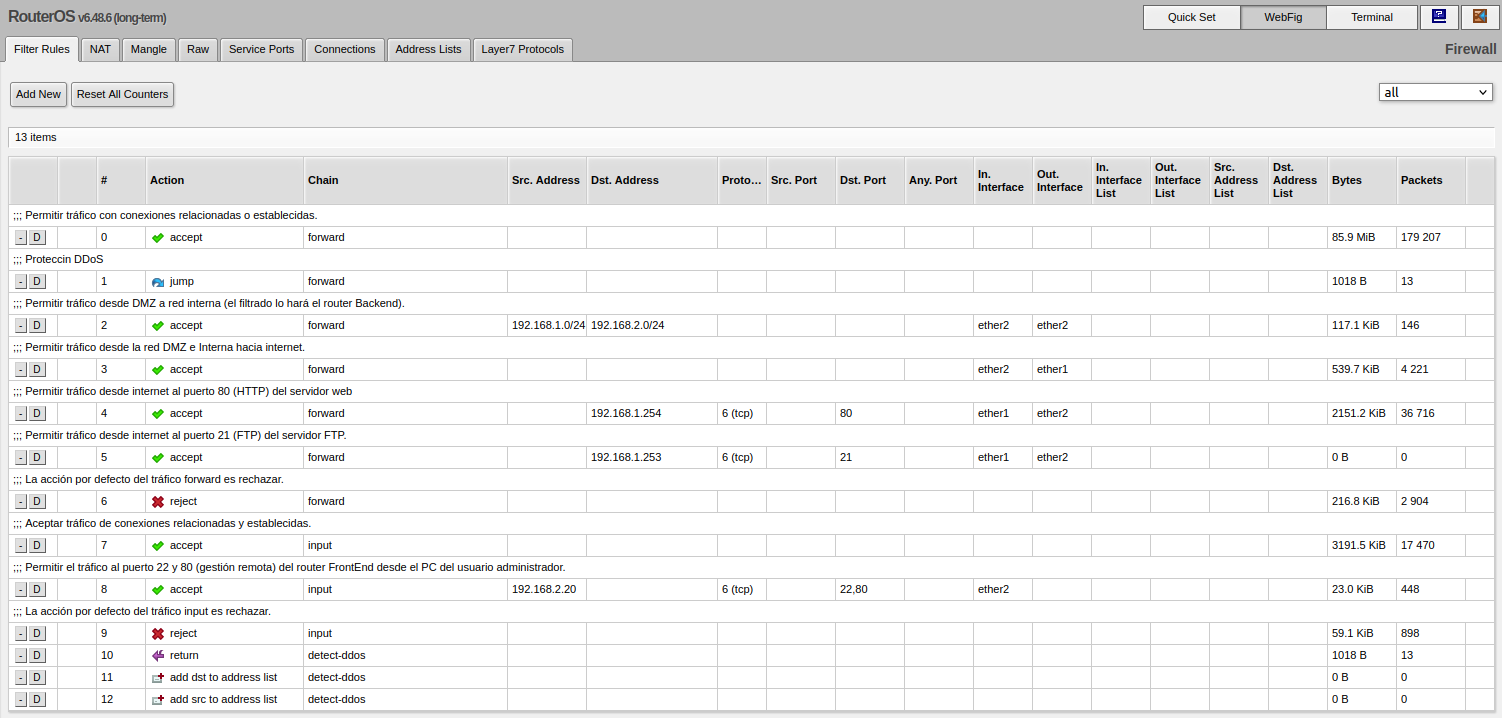 RouterOS v6.48.6 (long-term)
Quick Set WebFig Terminal
Filter Rules NAT Mangle Raw Service Ports Connections Address Lists Layer7 Protocols Firewall
Add New Reset All Counters all
13 items
# Action Chain Src. Address Dst. Address Proto... Src. Port Dst. Port Any. Port In. Interface Out. Interface In. Interface List Out. Interface List Src. Address List Dst. Address List Bytes Packets
;;; Permitir tráfico con conexiones relacionadas o establecidas.
- D 0 accept forward 85.9 MiB 179 207
;;; Proteccin DDoS
- D 1 jump forward 1018 B 13
;;; Permitir tráfico desde DMZ a red interna (el filtrado lo hará el router Backend).
- D 2 accept forward 192.168.1.0/24 192.168.2.0/24 ether2 ether2 117.1 KiB 146
;;; Permitir tráfico desde la red DMZ e Interna hacia internet.
- D 3 accept forward ether2 ether1 539.7 KiB 4 221
;;; Permitir tráfico desde internet al puerto 80 (HTTP) del servidor web
- D 4 accept forward 192.168.1.254 6 (tcp) 80 ether1 ether2 2151.2 KiB 36 716
;;; Permitir tráfico desde internet al puerto 21 (FTP) del servidor FTP.
- D 5 accept forward 192.168.1.253 6 (tcp) 21 ether1 ether2 0 B 0
;;; La acción por defecto del tráfico forward es rechazar.
- D 6 reject forward 216.8 KiB 2 904
;;; Aceptar tráfico de conexiones relacionadas y establecidas.
- D 7 accept input 3191.5 KiB 17 470
;;; Permitir el tráfico al puerto 22 y 80 (gestión remota) del router FrontEnd desde el PC del usuario administrador.
- D 8 accept input 192.168.2.20 6 (tcp) 22,80 ether2 23.0 KiB 448
;;; La acción por defecto del tráfico input es rechazar.
- D 9 reject input 59.1 KiB 898
- D 10 return detect-ddos 1018 B 13
- D 11 add dst to address list detect-ddos 0 B 0
- D 12 add src to address list detect-ddos 0 B 0